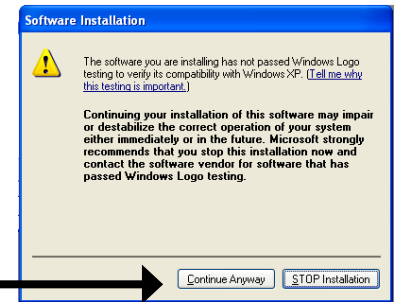 Software Installation
The software you are installing has not passed Windows Logo
testing to verify its compatibility with Windows XP. (Tell me why
this testing is important.)
Continuing your installation of this software may impair
or destabilize the correct operation of your system
either immediately or in the future. Microsoft strongly
recommends that you stop this installation now and
contact the software vendor for software that has
passed Windows Logo testing.
Continue Anyway
STOP Installation